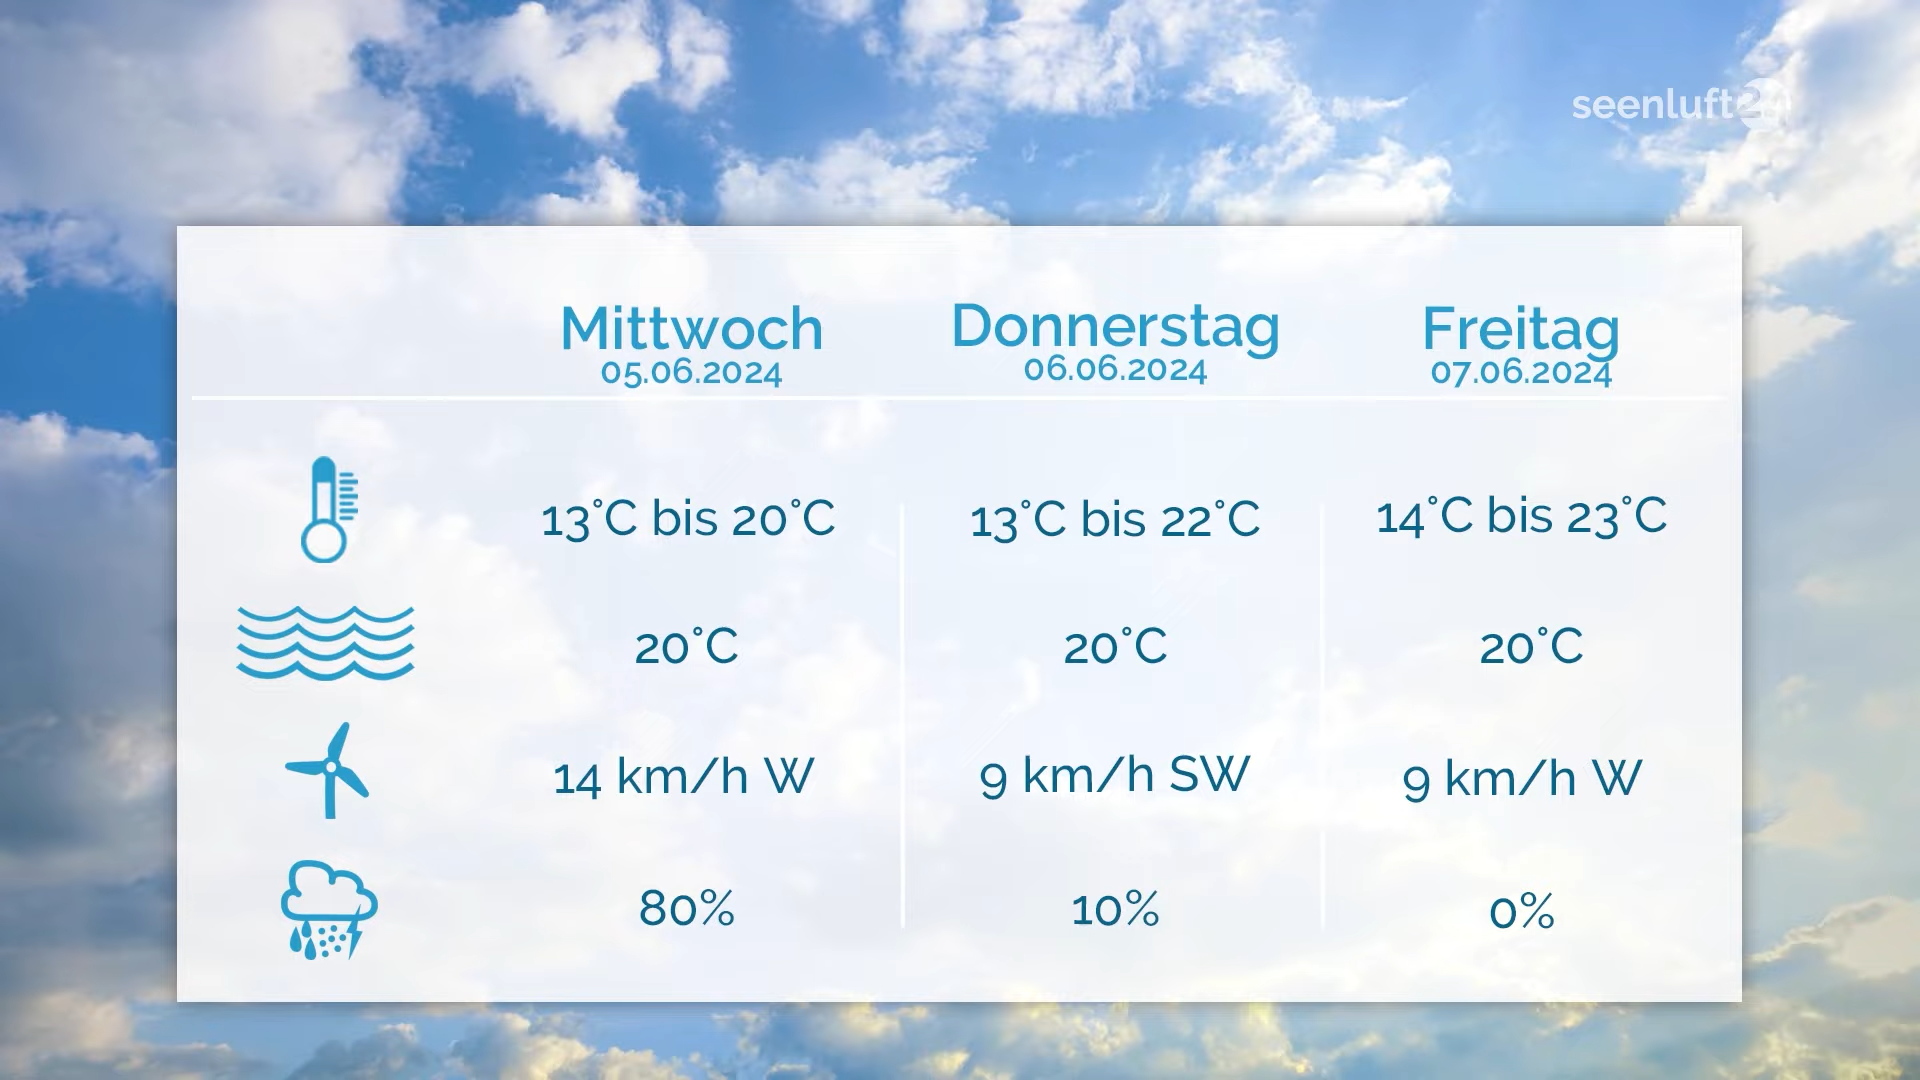 seenluft24
Mittwoch Donnerstag Freitag
05.06.2024 06.06.2024 07.06.2024
13°C bis 20°C 13°C bis 22°C 14°C bis 23°C
20°C 20°C 20°C
14 km/h W 9 km/h SW 9 km/h W
80% 10% 0%